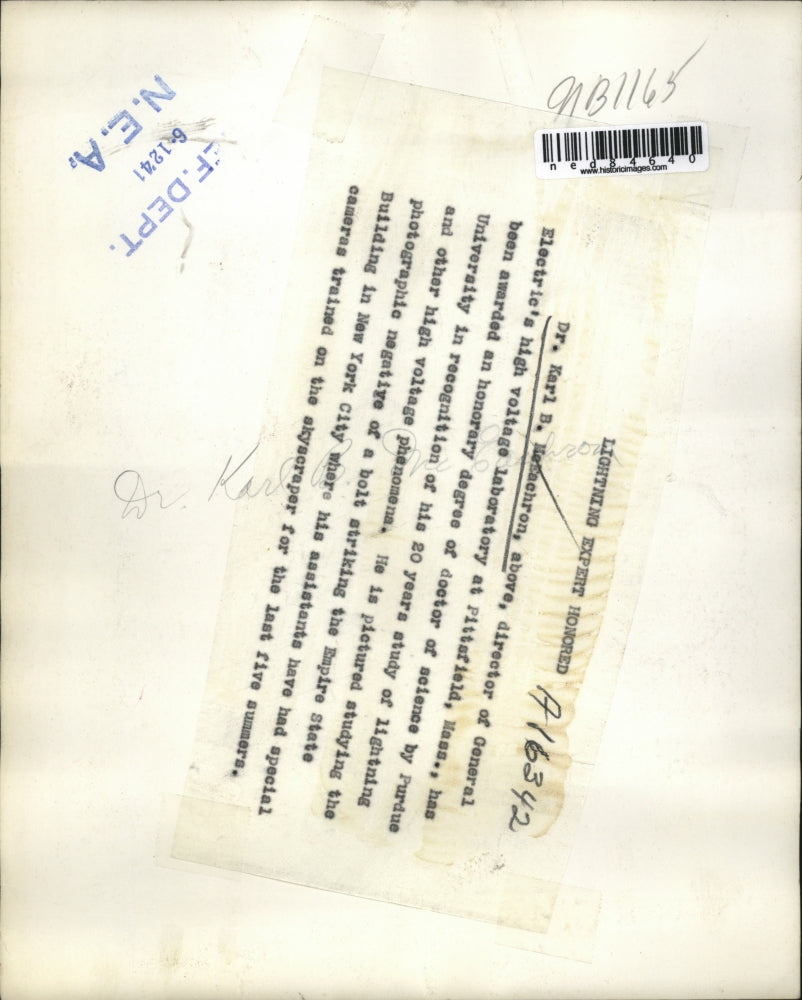 NB1165
ned84640
www.historicimages.com
EF. DEPT.
6-1241
N.E.A.
LIGHTNING EXPERT HONORED
A16342
Dr. Karl B. McEachron, above, director of General
Electric's high voltage laboratory at Pittsfield, Mass., has
been awarded an honorary degree of doctor of science by Purdue
University in recognition of his 20 years study of lightning
and other high voltage phenomena. He is pictured studying the
photographic negative of a bolt striking the Empire State
Building in New York City where his assistants have had special
cameras trained on the skyscraper for the last five summers.
Dr. Karl B. McEachron